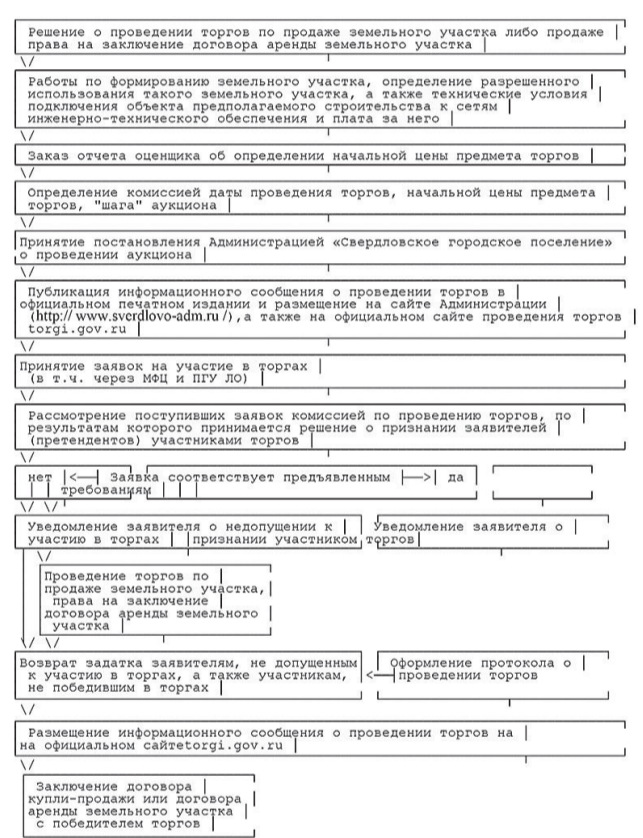 Решение о проведении торгов по продаже земельного участка либо продаже
права на заключение договора аренды земельного участка
Работы по формированию земельного участка, определение разрешенного
использования такого земельного участка, а также технические условия
подключения объекта предполагаемого строительства к сетям
инженерно-технического обеспечения и плата за него
Заказ отчета оценщика об определении начальной цены предмета торгов
Определение комиссией даты проведения торгов, начальной цены предмета
торгов, "шага" аукциона
Принятие постановления Администрацией «Свердловское городское поселение»
о проведении аукциона
Публикация информационного сообщения о проведении торгов в
официальном печатном издании и размещение на сайте Администрации
(http:// www.sverdlovo-adm.ru /),а также на официальном сайте проведения торгов
torgi.gov.ru
Принятие заявок на участие в торгах
(в т.ч. через МФЦ и ПГУ ЛО)
Рассмотрение поступивших заявок комиссией по проведению торгов, по
результатам которого принимается решение о признании заявителей
(претендентов) участниками торгов
нет Заявка соответствует предъявленным да
требованиям
Уведомление заявителя о недопущении к Уведомление заявителя о
участию в торгах признании участником торгов
Проведение торгов по
продаже земельного участка,
права на заключение
договора аренды земельного
участка
Возврат задатка заявителям, не допущенным Оформление протокола о
к участию в торгах, а также участникам, проведении торгов
не победившим в торгах
Размещение информационного сообщения о проведении торгов на
на официальном сайтеtorgi.gov.ru
Заключение договора
купли-продажи или договора
аренды земельного участка
с победителем торгов